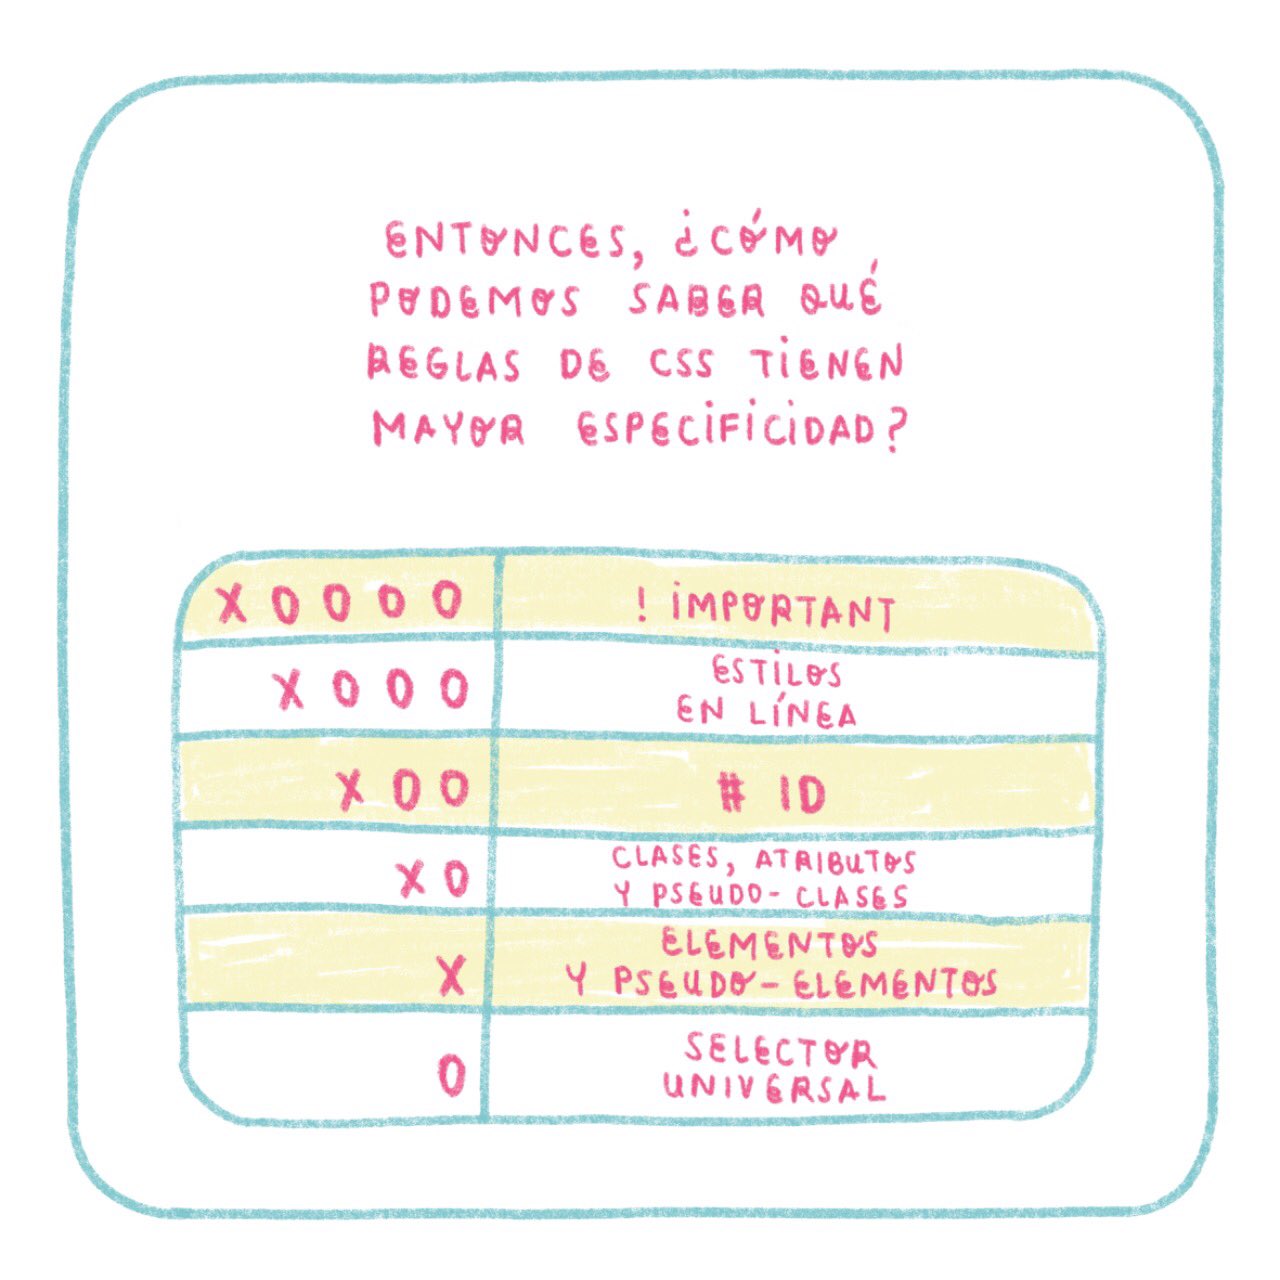 ENTONCES, ¿CÓMO
PODEMOS SABER QUÉ
REGLAS DE CSS TIENEN
MAYOR ESPECIFICIDAD?
X0000 ! IMPORTANT
X000 ESTILOS
EN LÍNEA
X00 # ID
X0 CLASES, ATRIBUTOS
Y PSEUDO-CLASES
X ELEMENTOS
Y PSEUDO-ELEMENTOS
0 SELECTOR
UNIVERSAL